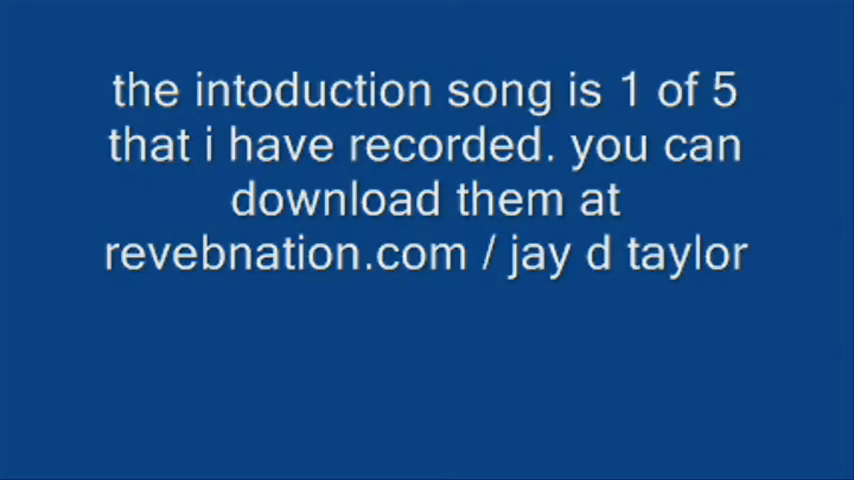 the intoduction song is 1 of 5
that i have recorded. you can
download them at
revebnation.com / jay d taylor